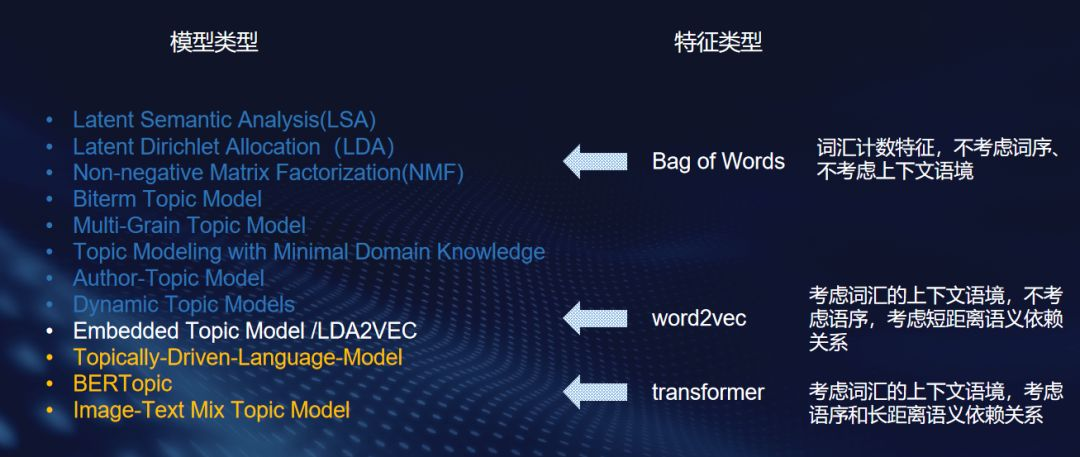 模型类型
特征类型
• Latent Semantic Analysis(LSA)
• Latent Dirichlet Allocation（LDA）
• Non-negative Matrix Factorization(NMF)
• Biterm Topic Model
• Multi-Grain Topic Model
• Topic Modeling with Minimal Domain Knowledge
• Author-Topic Model
• Dynamic Topic Models
• Embedded Topic Model /LDA2VEC
• Topically-Driven-Language-Model
• BERTopic
• Image-Text Mix Topic Model
Bag of Words
词汇计数特征，不考虑词序、
不考虑上下文语境
word2vec
考虑词汇的上下文语境，不考
虑语序，考虑短距离语义依赖
关系
transformer
考虑词汇的上下文语境，考虑
语序和长距离语义依赖关系